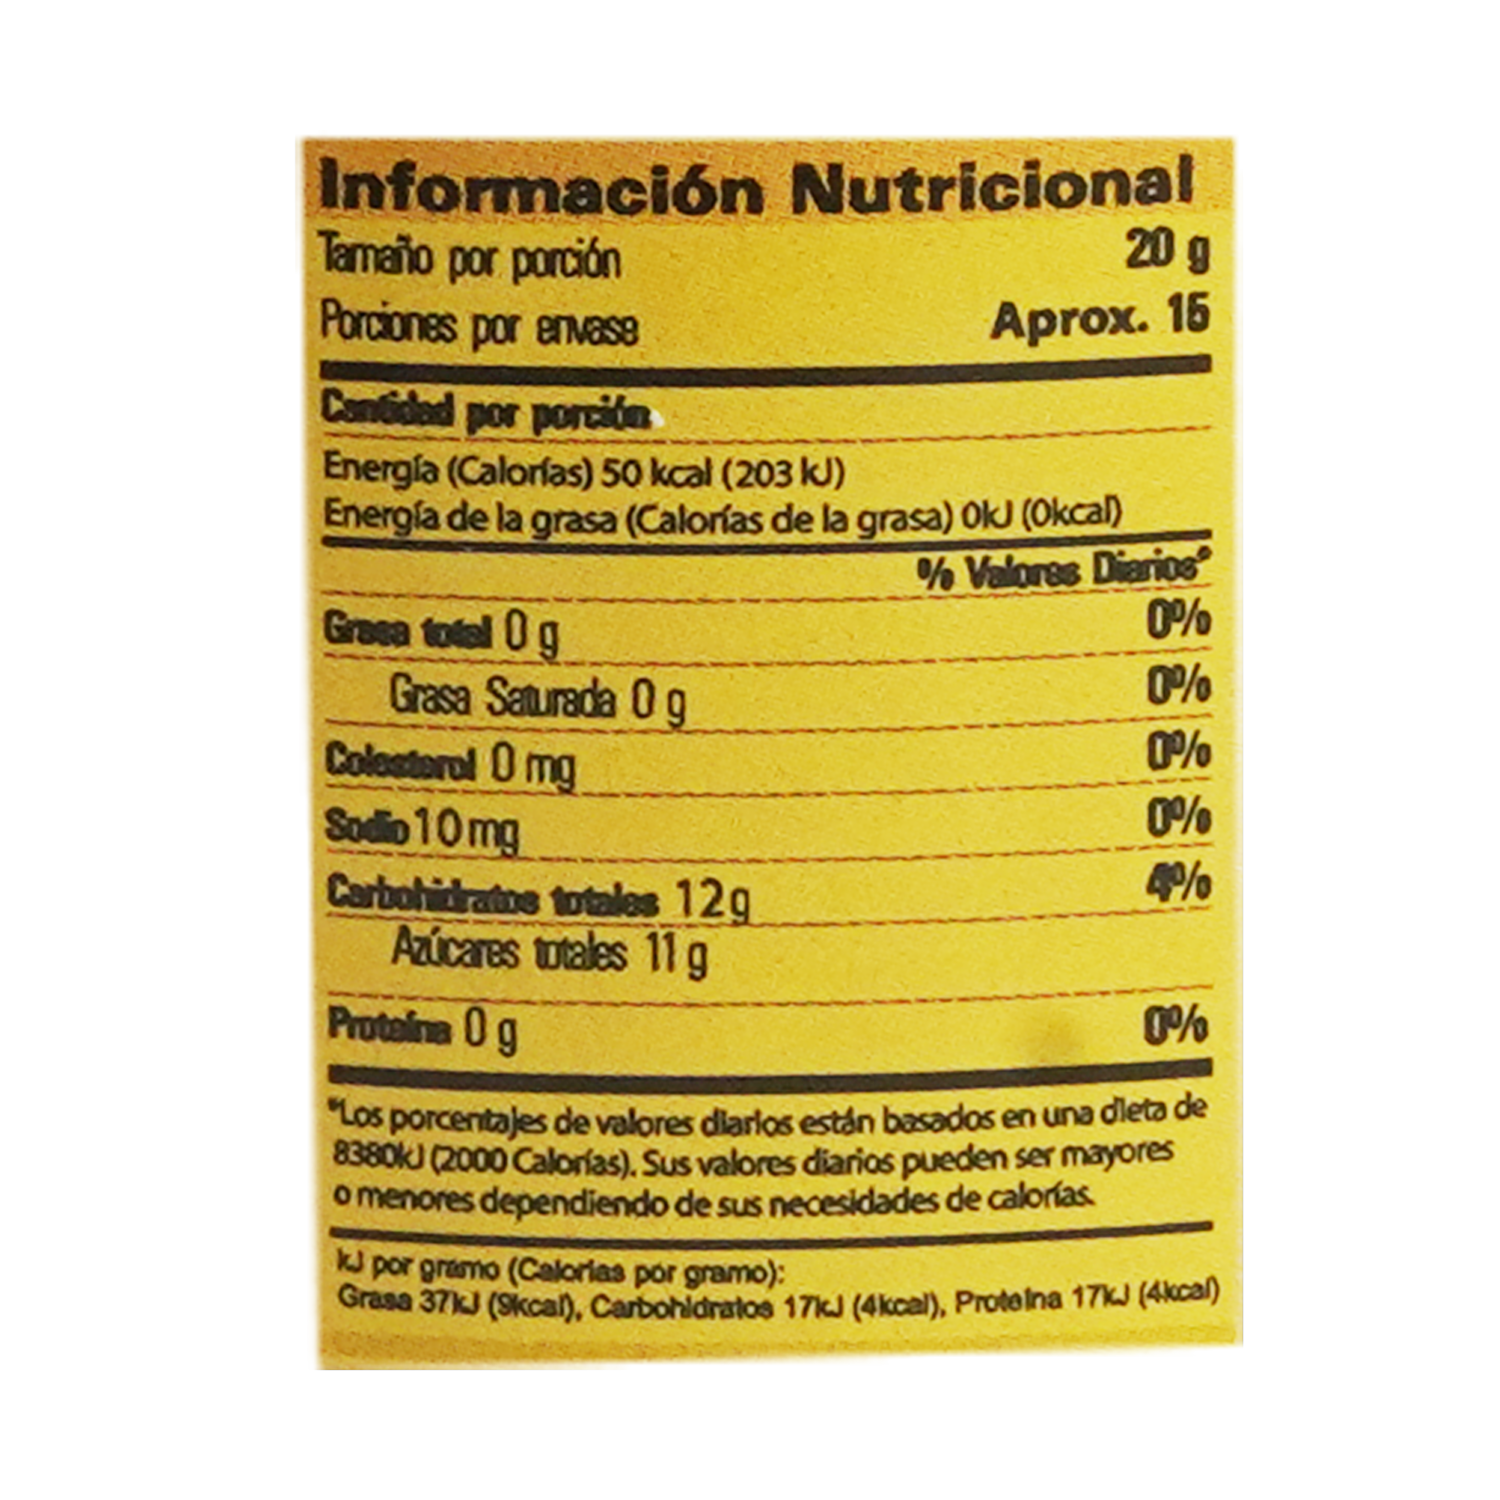 Información Nutricional
Tamaño por porción 20 g
Porciones por envase Aprox. 15
Cantidad por porción
Energía (Calorías) 50 kcal (203 kJ)
Energía de la grasa (Calorías de la grasa) 0kJ (0kcal)
% Valores Diarios*
Grasa total 0 g 0%
Grasa Saturada 0 g 0%
Colesterol 0 mg 0%
Sodio 10 mg 0%
Carbohidratos totales 12g 4%
Azúcares totales 11 g
Proteína 0 g 0%
*Los porcentajes de valores diarios están basados en una dieta de
8380kJ (2000 Calorías). Sus valores diarios pueden ser mayores
o menores dependiendo de sus necesidades de calorías.
kJ por gramo (Calorías por gramo):
Grasa 37kJ (9kcal), Carbohidratos 17kJ (4kcal), Proteína 17kJ (4kcal)